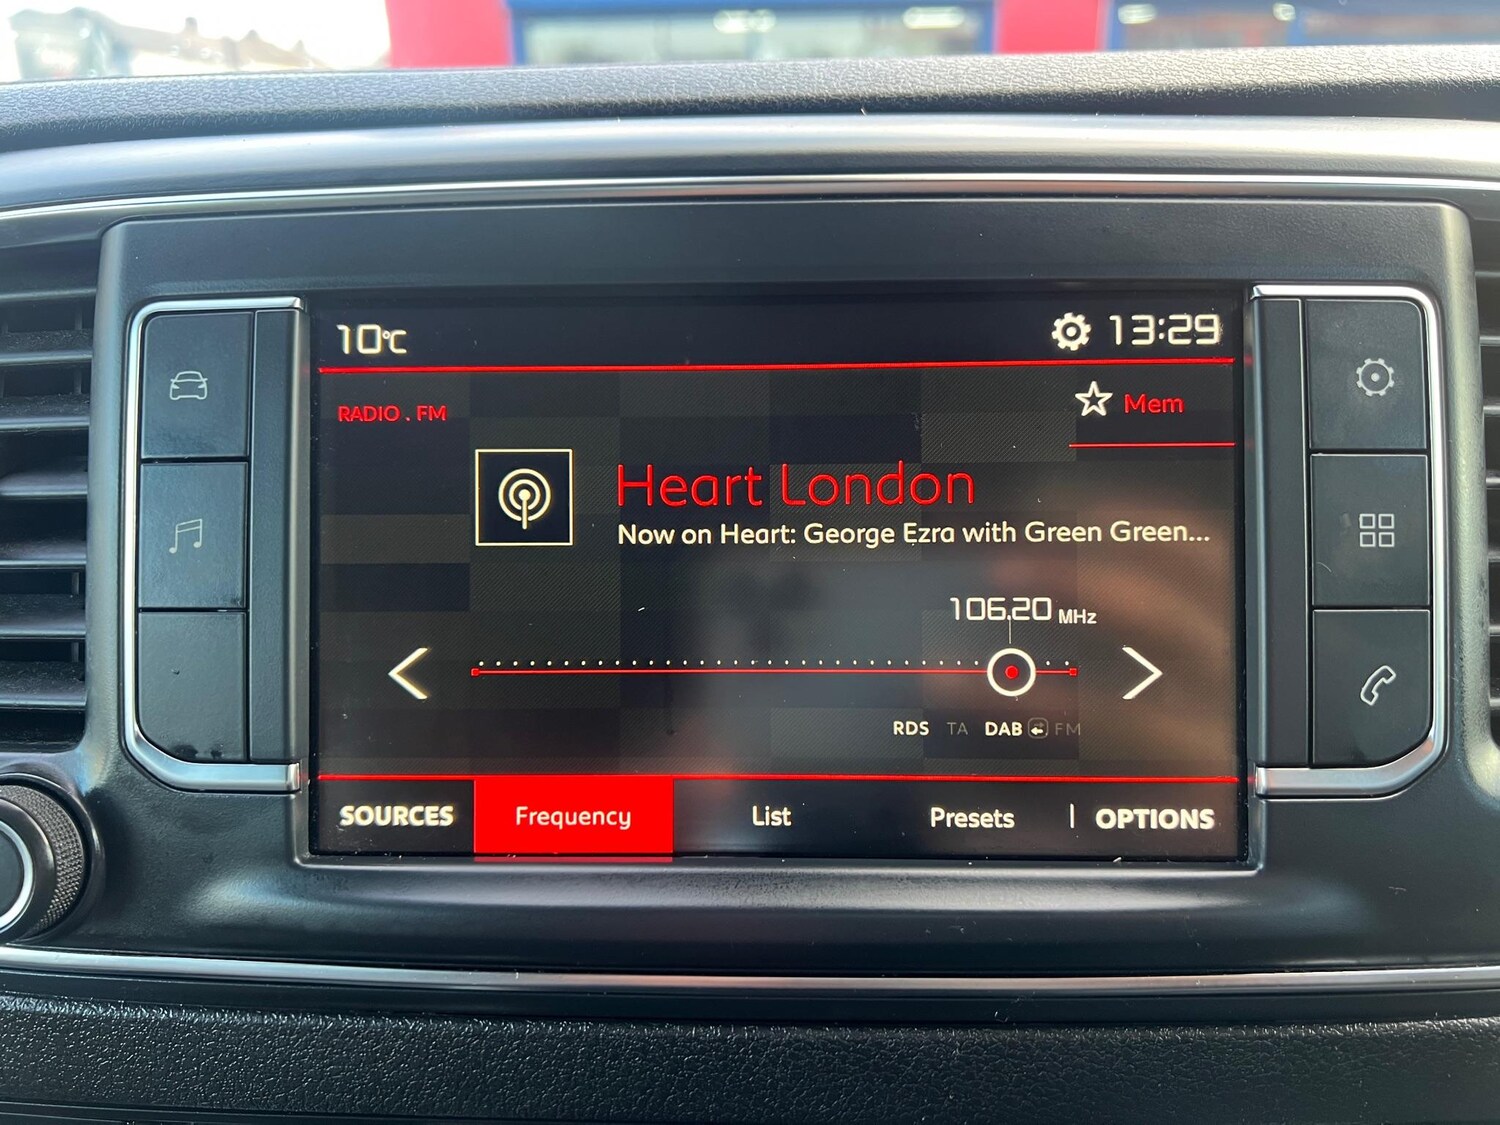 10°C
13:29
RADIO . FM
Mem
Heart London
Now on Heart: George Ezra with Green Green...
106.20 MHz
RDS TA DAB FM
SOURCES Frequency List Presets | OPTIONS